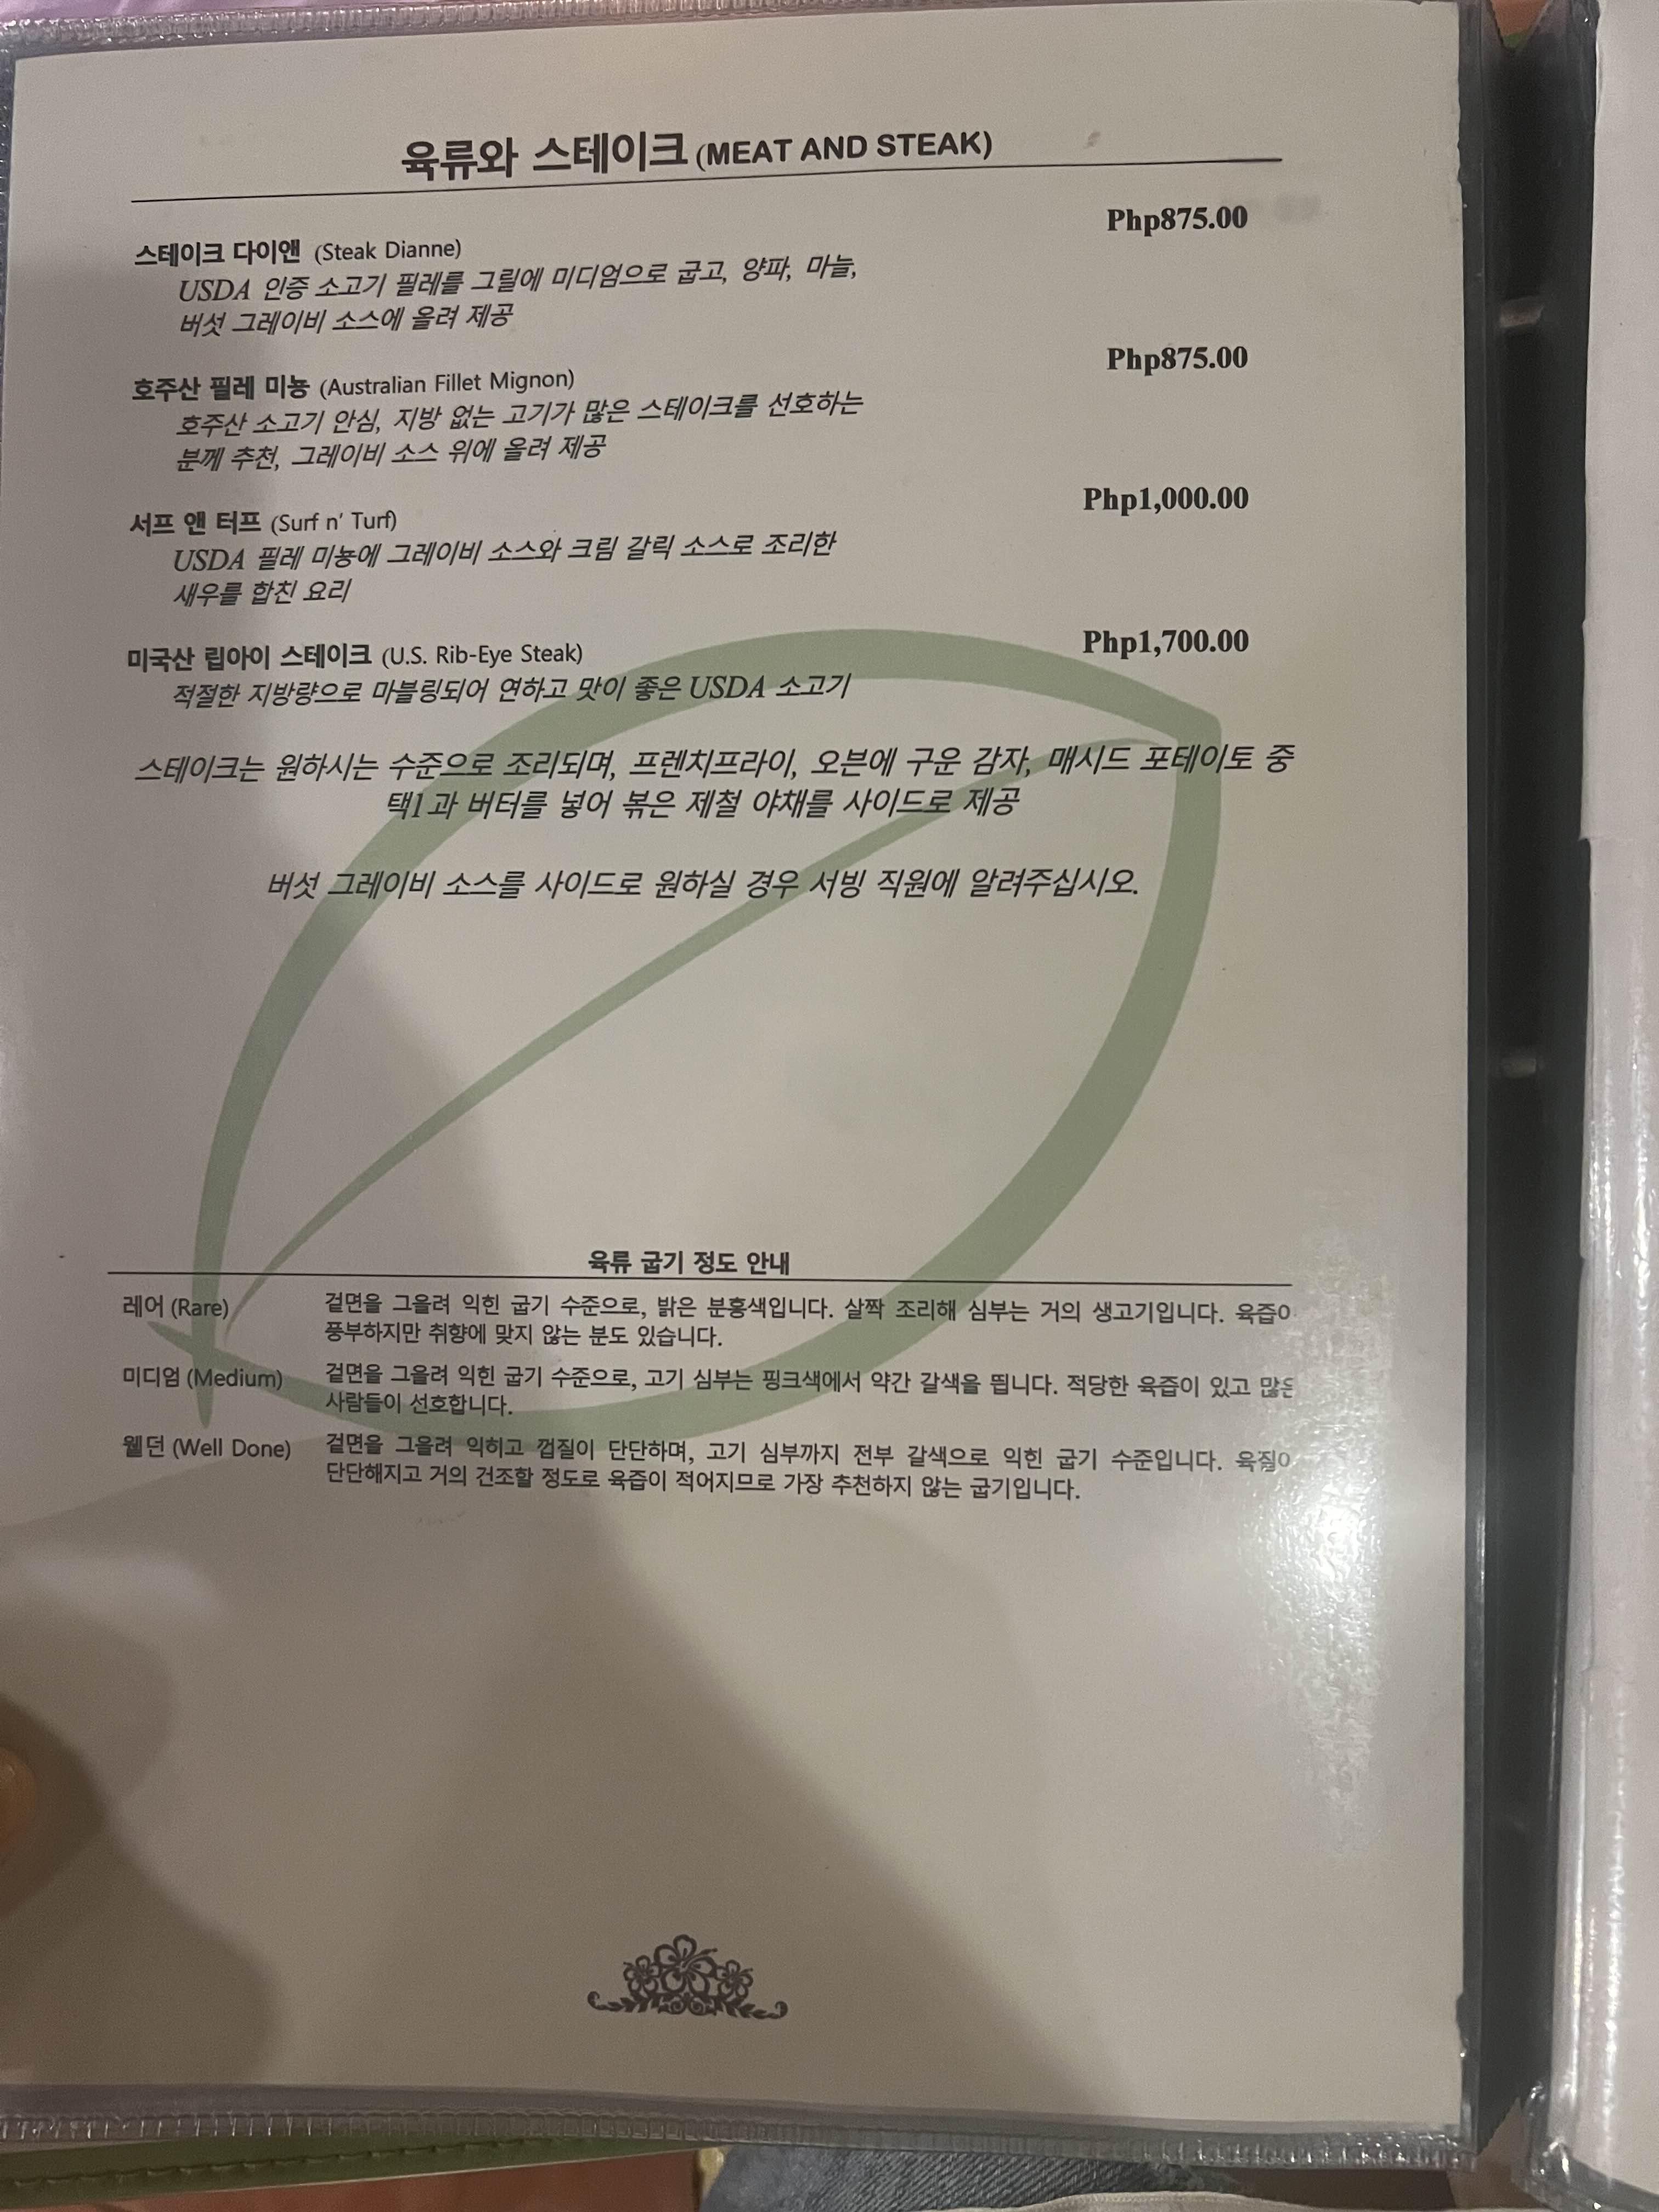 육류와 스테이크 (MEAT AND STEAK)
스테이크 다이앤 (Steak Dianne) Php875.00
USDA 인증 소고기 필레를 그릴에 미디엄으로 굽고, 양파, 마늘,
버섯 그레이비 소스에 올려 제공
호주산 필레 미뇽 (Australian Fillet Mignon) Php875.00
호주산 소고기 안심, 지방 없는 고기가 많은 스테이크를 선호하는
분께 추천, 그레이비 소스 위에 올려 제공
서프 앤 터프 (Surf n' Turf) Php1,000.00
USDA 필레 미뇽에 그레이비 소스와 크림 갈릭 소스로 조리한
새우를 합친 요리
미국산 립아이 스테이크 (U.S. Rib-Eye Steak) Php1,700.00
적절한 지방량으로 마블링되어 연하고 맛이 좋은 USDA 소고기
스테이크는 원하시는 수준으로 조리되며, 프렌치프라이, 오븐에 구운 감자, 매시드 포테이토 중
택1과 버터를 넣어 볶은 제철 야채를 사이드로 제공
버섯 그레이비 소스를 사이드로 원하실 경우 서빙 직원에 알려주십시오.
육류 굽기 정도 안내
레어 (Rare) 겉면을 그을려 익힌 굽기 수준으로, 밝은 분홍색입니다. 살짝 조리해 심부는 거의 생고기입니다.
풍부하지만 취향에 맞지 않는 분도 있습니다.
미디엄 (Medium) 겉면을 그을려 익힌 굽기 수준으로, 고기 심부는 핑크색에서 약간 갈색을 띕니다. 적당한 육즙이 있고 많은
사람들이 선호합니다.
웰던 (Well Done) 겉면을 그을려 익히고 껍질이 단단하며, 고기 심부까지 전부 갈색으로 익힌 굽기 수준입니다.
단단해지고 거의 건조할 정도로 육즙이 적어지므로 가장 추천하지 않는 굽기입니다.